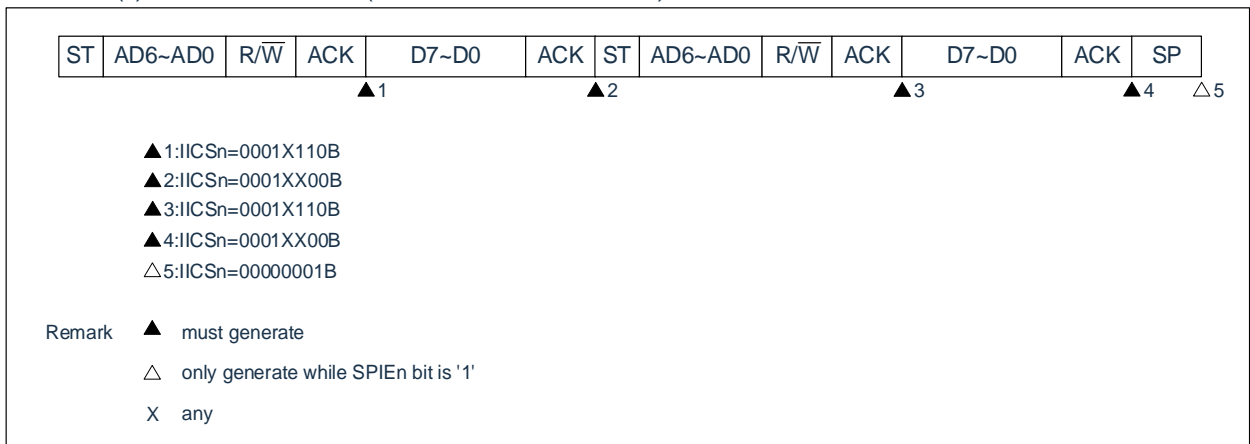 ST AD6~AD0 R/W̅ ACK D7~D0 ACK ST AD6~AD0 R/W̅ ACK D7~D0 ACK SP
▲1 ▲2 ▲3 ▲4 △5
▲1:IICSn=0001X110B
▲2:IICSn=0001XX00B
▲3:IICSn=0001X110B
▲4:IICSn=0001XX00B
△5:IICSn=00000001B
Remark ▲ must generate
△ only generate while SPIEn bit is '1'
X any